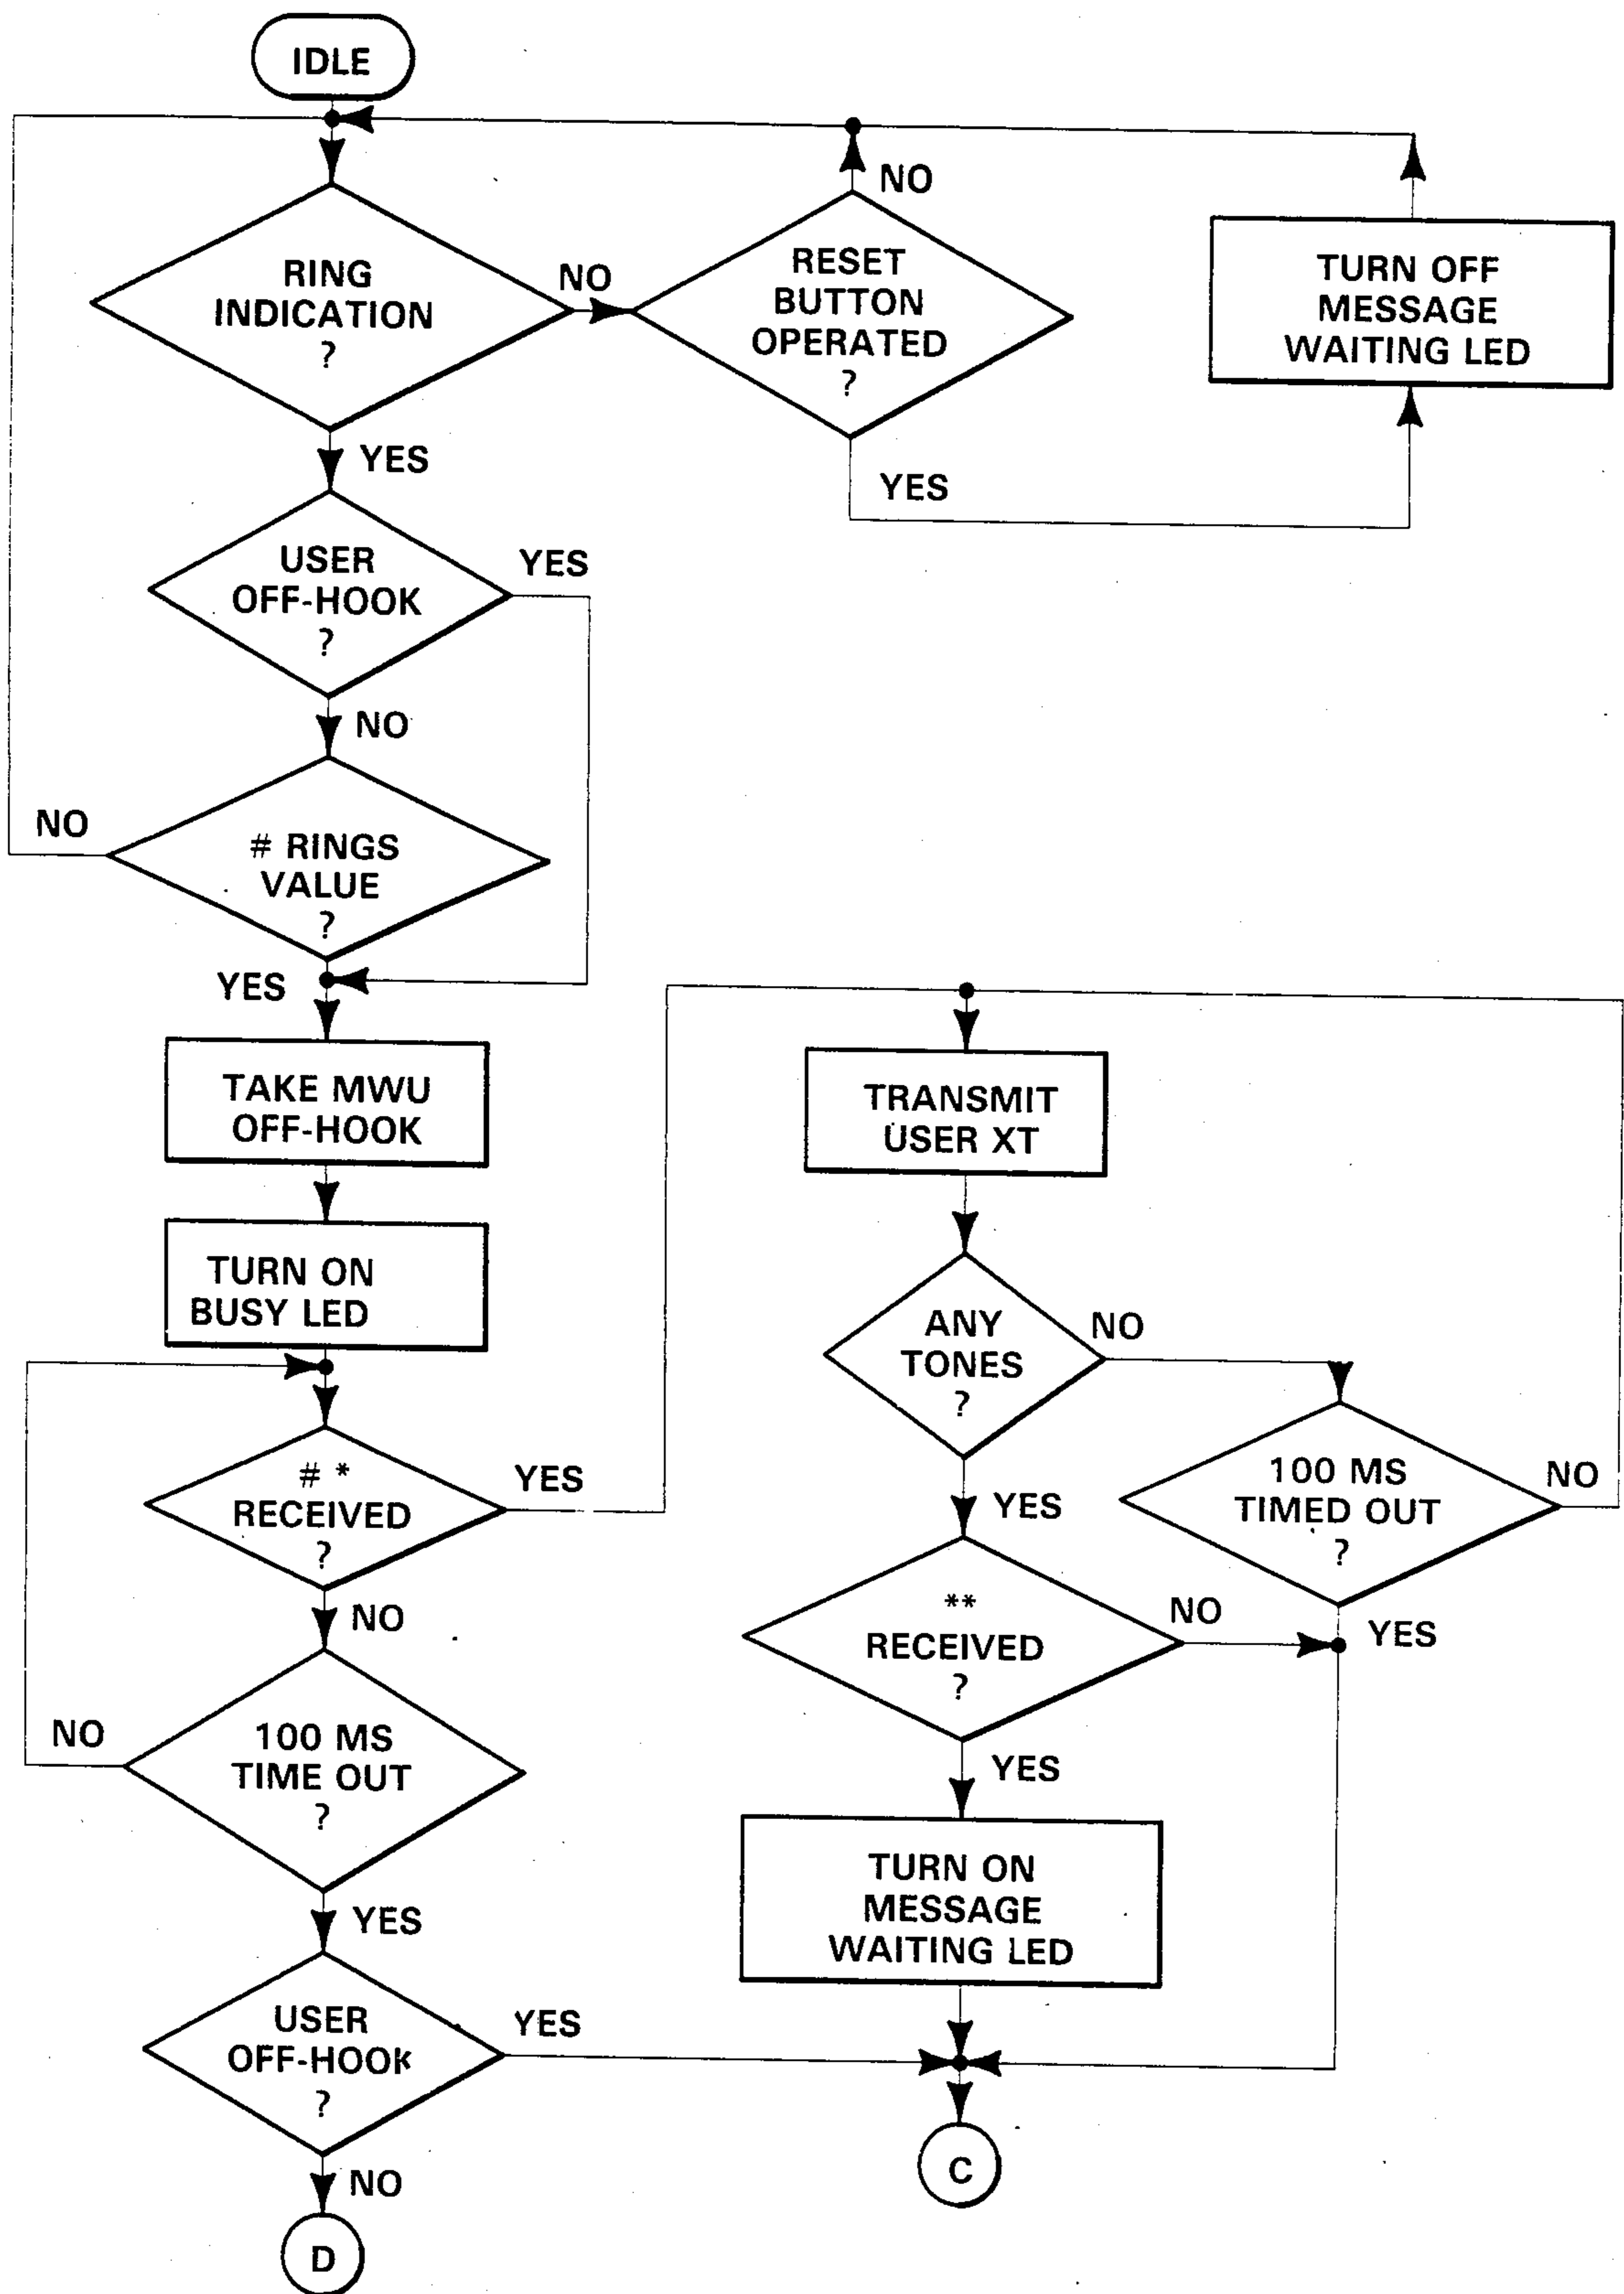 IDLE
NO
RING
INDICATION
?
NO
RESET
BUTTON
OPERATED
?
TURN OFF
MESSAGE
WAITING LED
YES
YES
USER
OFF-HOOK
?
YES
NO
NO
# RINGS
VALUE
?
YES
TAKE MWU
OFF-HOOK
TURN ON
BUSY LED
# *
RECEIVED
?
YES
NO
NO
100 MS
TIME OUT
?
YES
USER
OFF-HOOK
?
YES
NO
D
TRANSMIT
USER XT
ANY
TONES
?
NO
YES
100 MS
TIMED OUT
?
NO
YES
**
RECEIVED
?
NO
YES
TURN ON
MESSAGE
WAITING LED
C